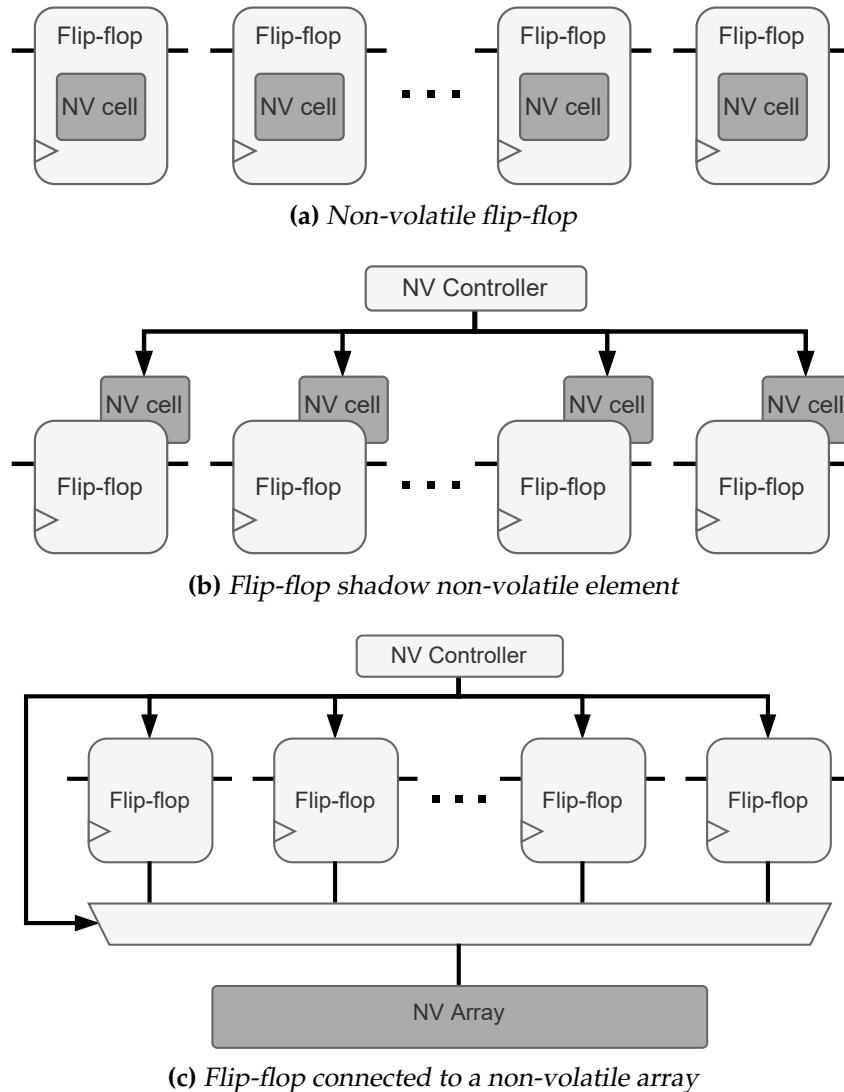 Flip-flop Flip-flop Flip-flop Flip-flop
NV cell NV cell NV cell NV cell
(a) Non-volatile flip-flop
NV Controller
NV cell NV cell NV cell NV cell
Flip-flop Flip-flop Flip-flop Flip-flop
(b) Flip-flop shadow non-volatile element
NV Controller
Flip-flop Flip-flop Flip-flop Flip-flop
NV Array
(c) Flip-flop connected to a non-volatile array